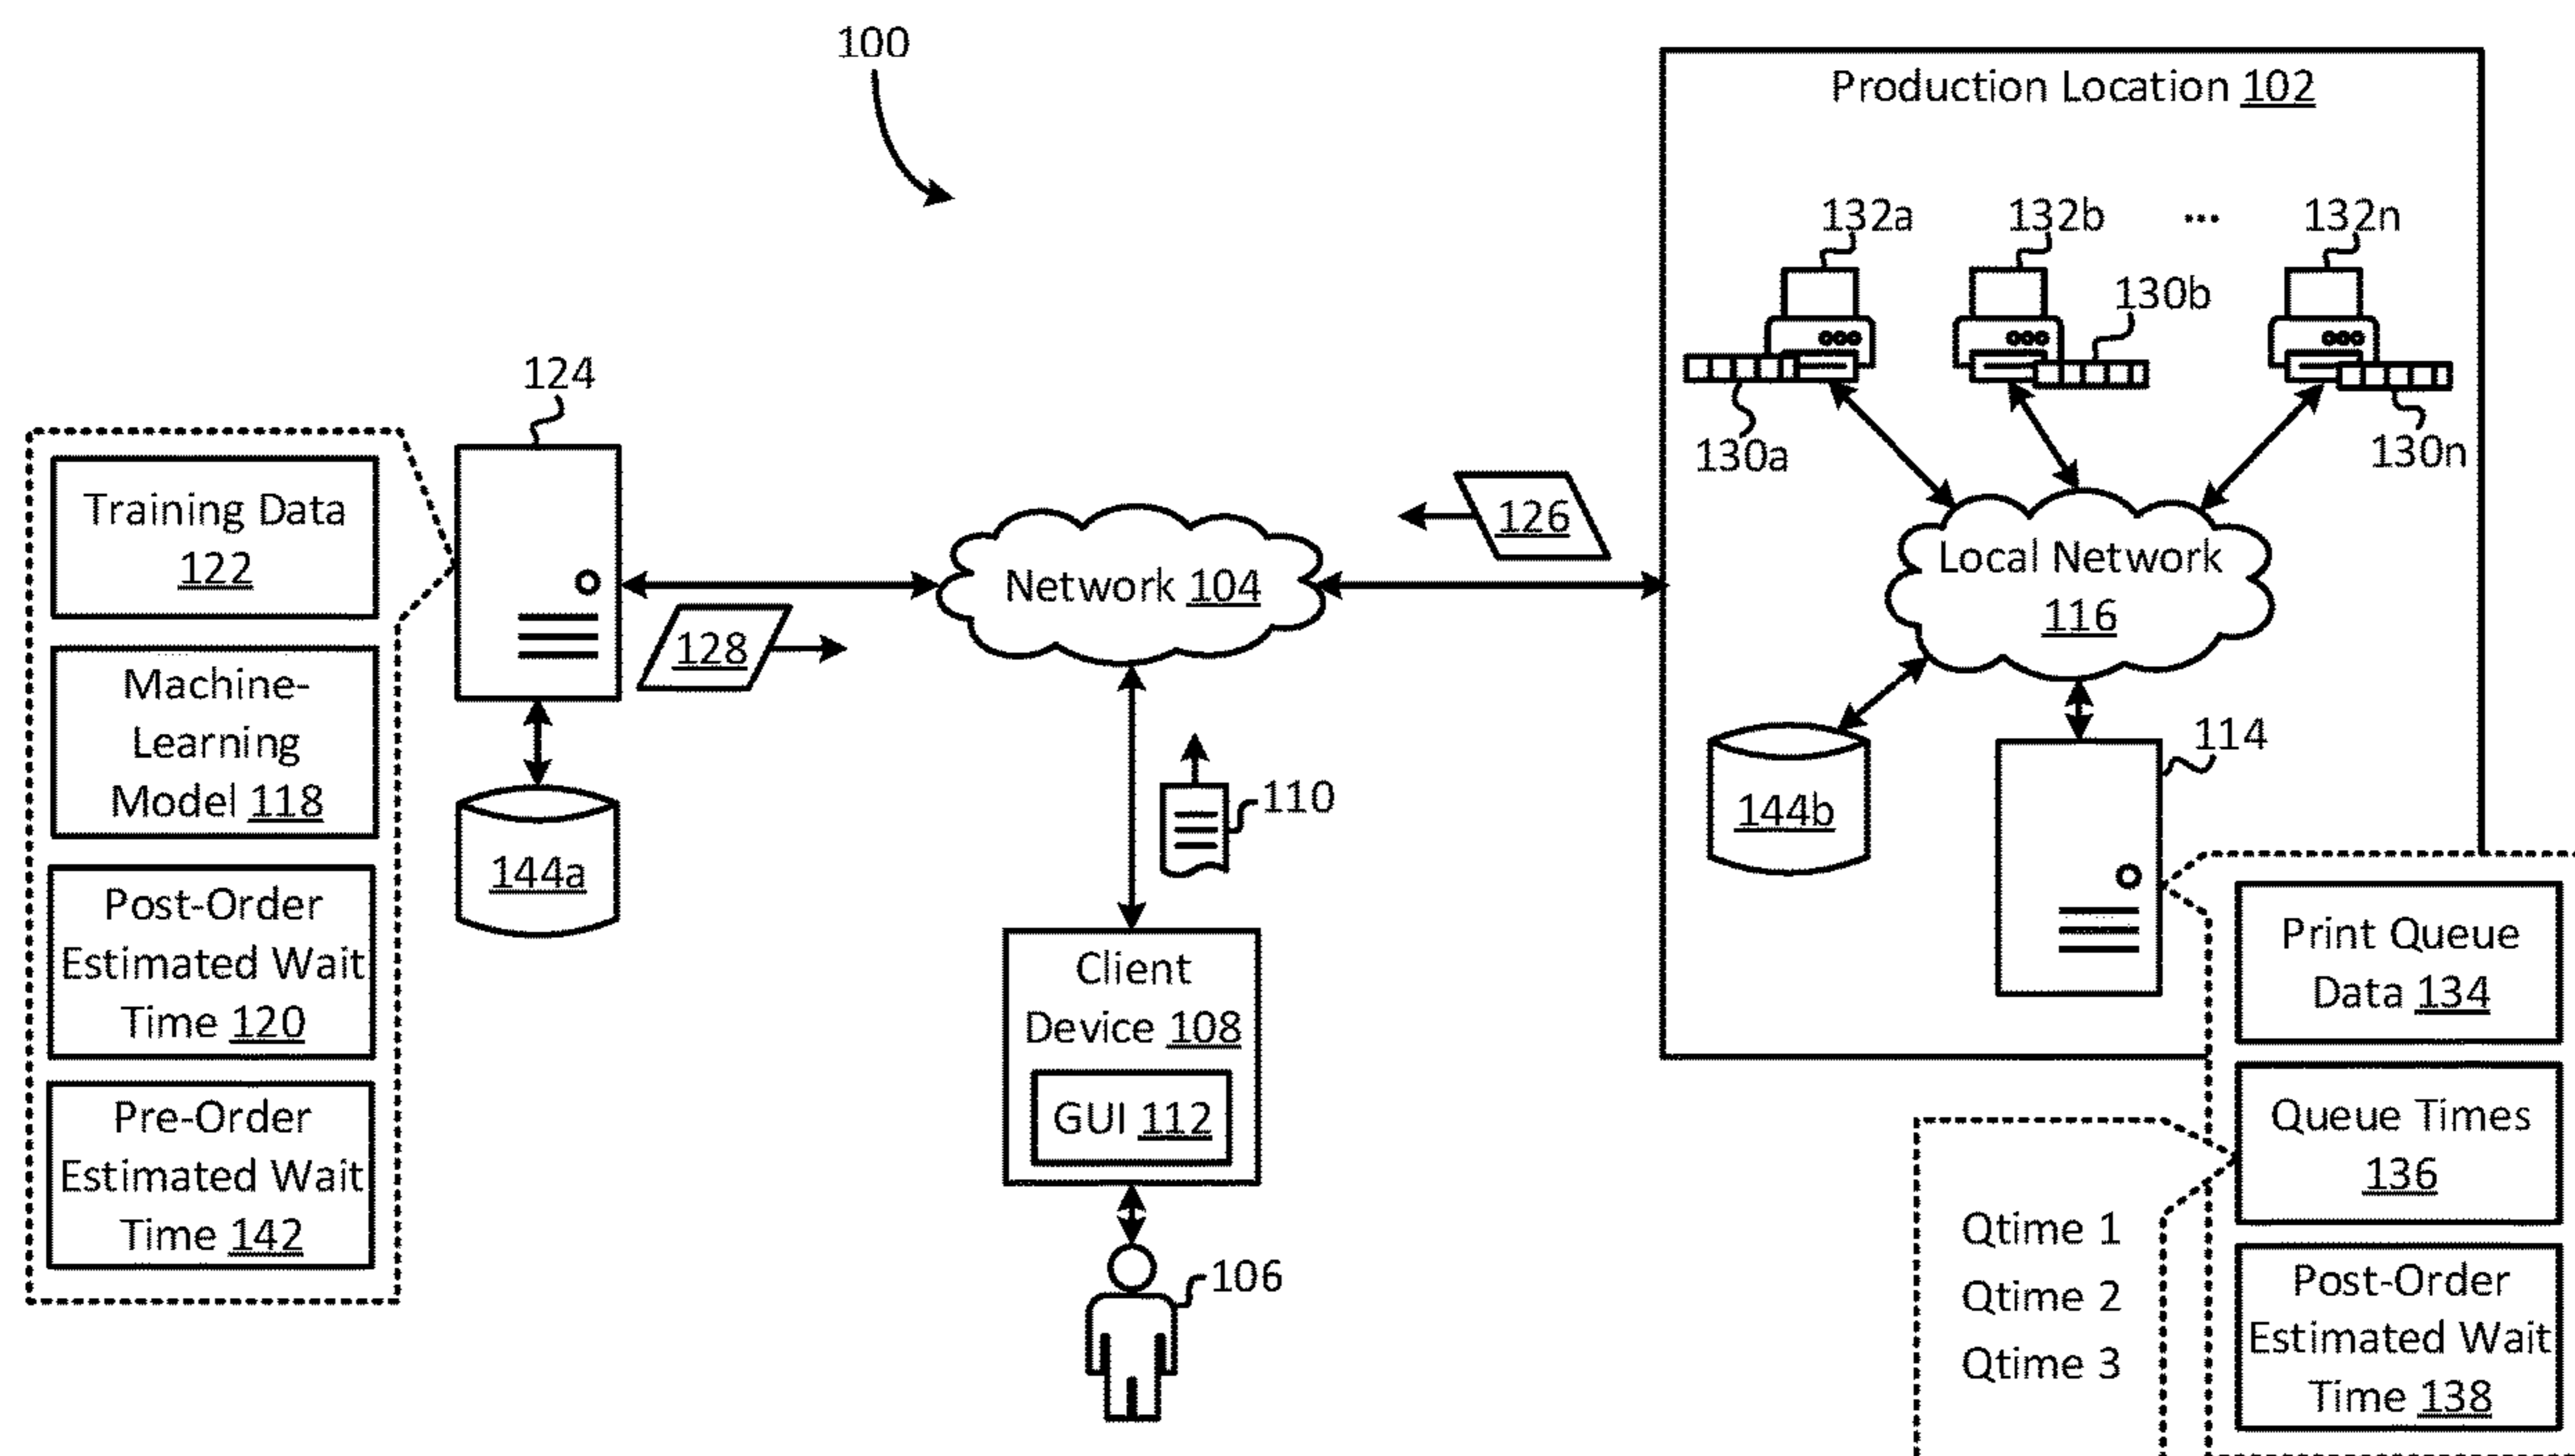 100
Production Location 102
132a
132b
...
132n
130b
130a
130n
124
Training Data
122
Machine-
Learning
Model 118
Post-Order
Estimated Wait
Time 120
Pre-Order
Estimated Wait
Time 142
128
144a
Network 104
126
110
Client
Device 108
GUI 112
106
Local Network
116
144b
114
Print Queue
Data 134
Queue Times
136
Post-Order
Estimated Wait
Time 138
Qtime 1
Qtime 2
Qtime 3